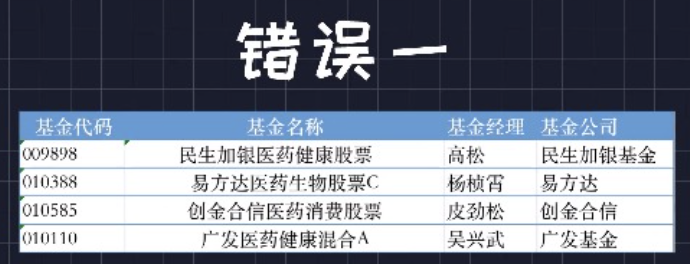 错误一
基金代码 基金名称 基金经理 基金公司
009898 民生加银医药健康股票 高松 民生加银基金
010388 易方达医药生物股票C 杨桢霄 易方达
010585 创金合信医药消费股票 皮劲松 创金合信
010110 广发医药健康混合A 吴兴武 广发基金